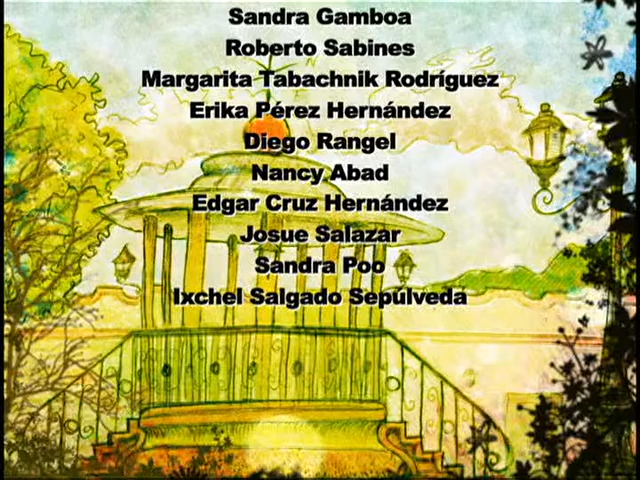 Sandra Gamboa
Roberto Sabines
Margarita Tabachnik Rodríguez
Erika Pérez Hernández
Diego Rangel
Nancy Abad
Edgar Cruz Hernández
Josue Salazar
Sandra Poo
Ixchel Salgado Sepúlveda